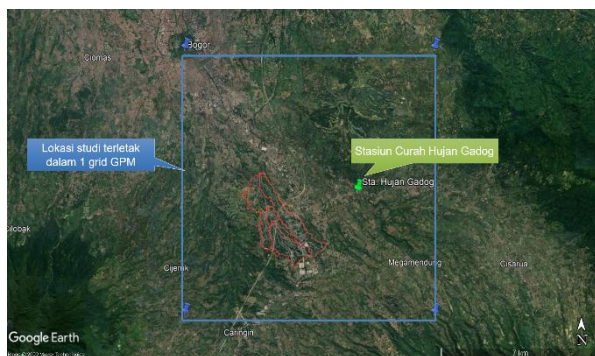 Bogor
Ciomas
Lokasi studi terletak
dalam 1 grid GPM
Stasiun Curah Hujan Gadog
Sta. Hujan Gadog
Cilobak
Cijeruk
Megamendung
Cisarua
Caringin
Google Earth
N